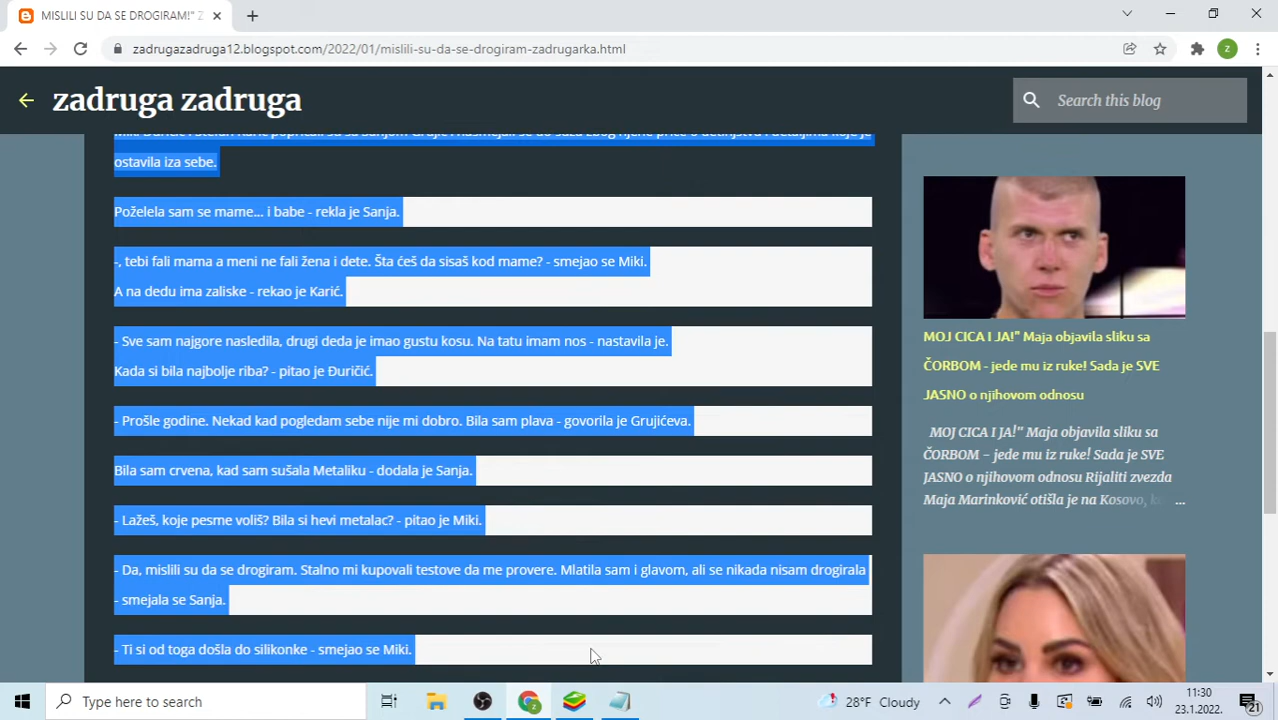 MISLILI SU DA SE DROGIRAM!" Z
zadrugazadruga12.blogspot.com/2022/01/mislili-su-da-se-drogiram-zadrugarka.html
z
zadruga zadruga
Search this blog
ostavila iza sebe.
Poželela sam se mame... i babe - rekla je Sanja.
-, tebi fali mama a meni ne fali žena i dete. Šta ćeš da sisaš kod mame? - smejao se Miki.
A na dedu ima zaliske - rekao je Karić.
- Sve sam najgore nasledila, drugi deda je imao gustu kosu. Na tatu imam nos - nastavila je.
Kada si bila najbolje riba? - pitao je Đuričić.
- Prošle godine. Nekad kad pogledam sebe nije mi dobro. Bila sam plava - govorila je Grujićeva.
Bila sam crvena, kad sam sušala Metaliku - dodala je Sanja.
- Lažeš, koje pesme voliš? Bila si hevi metalac? - pitao je Miki.
- Da, mislili su da se drogiram. Stalno mi kupovali testove da me provere. Mlatila sam i glavom, ali se nikada nisam drogirala
- smejala se Sanja.
- Ti si od toga došla do silikonke - smejao se Miki.
MOJ CICA I JA!" Maja objavila sliku sa
ČORBOM - jede mu iz ruke! Sada je SVE
JASNO o njihovom odnosu
MOJ CICA I JA!" Maja objavila sliku sa
ČORBOM – jede mu iz ruke! Sada je SVE
JASNO o njihovom odnosu Rijaliti zvezda
Maja Marinković otišla je na Kosovo, ...
Type here to search
28°F Cloudy
11:30
23.1.2022.
21